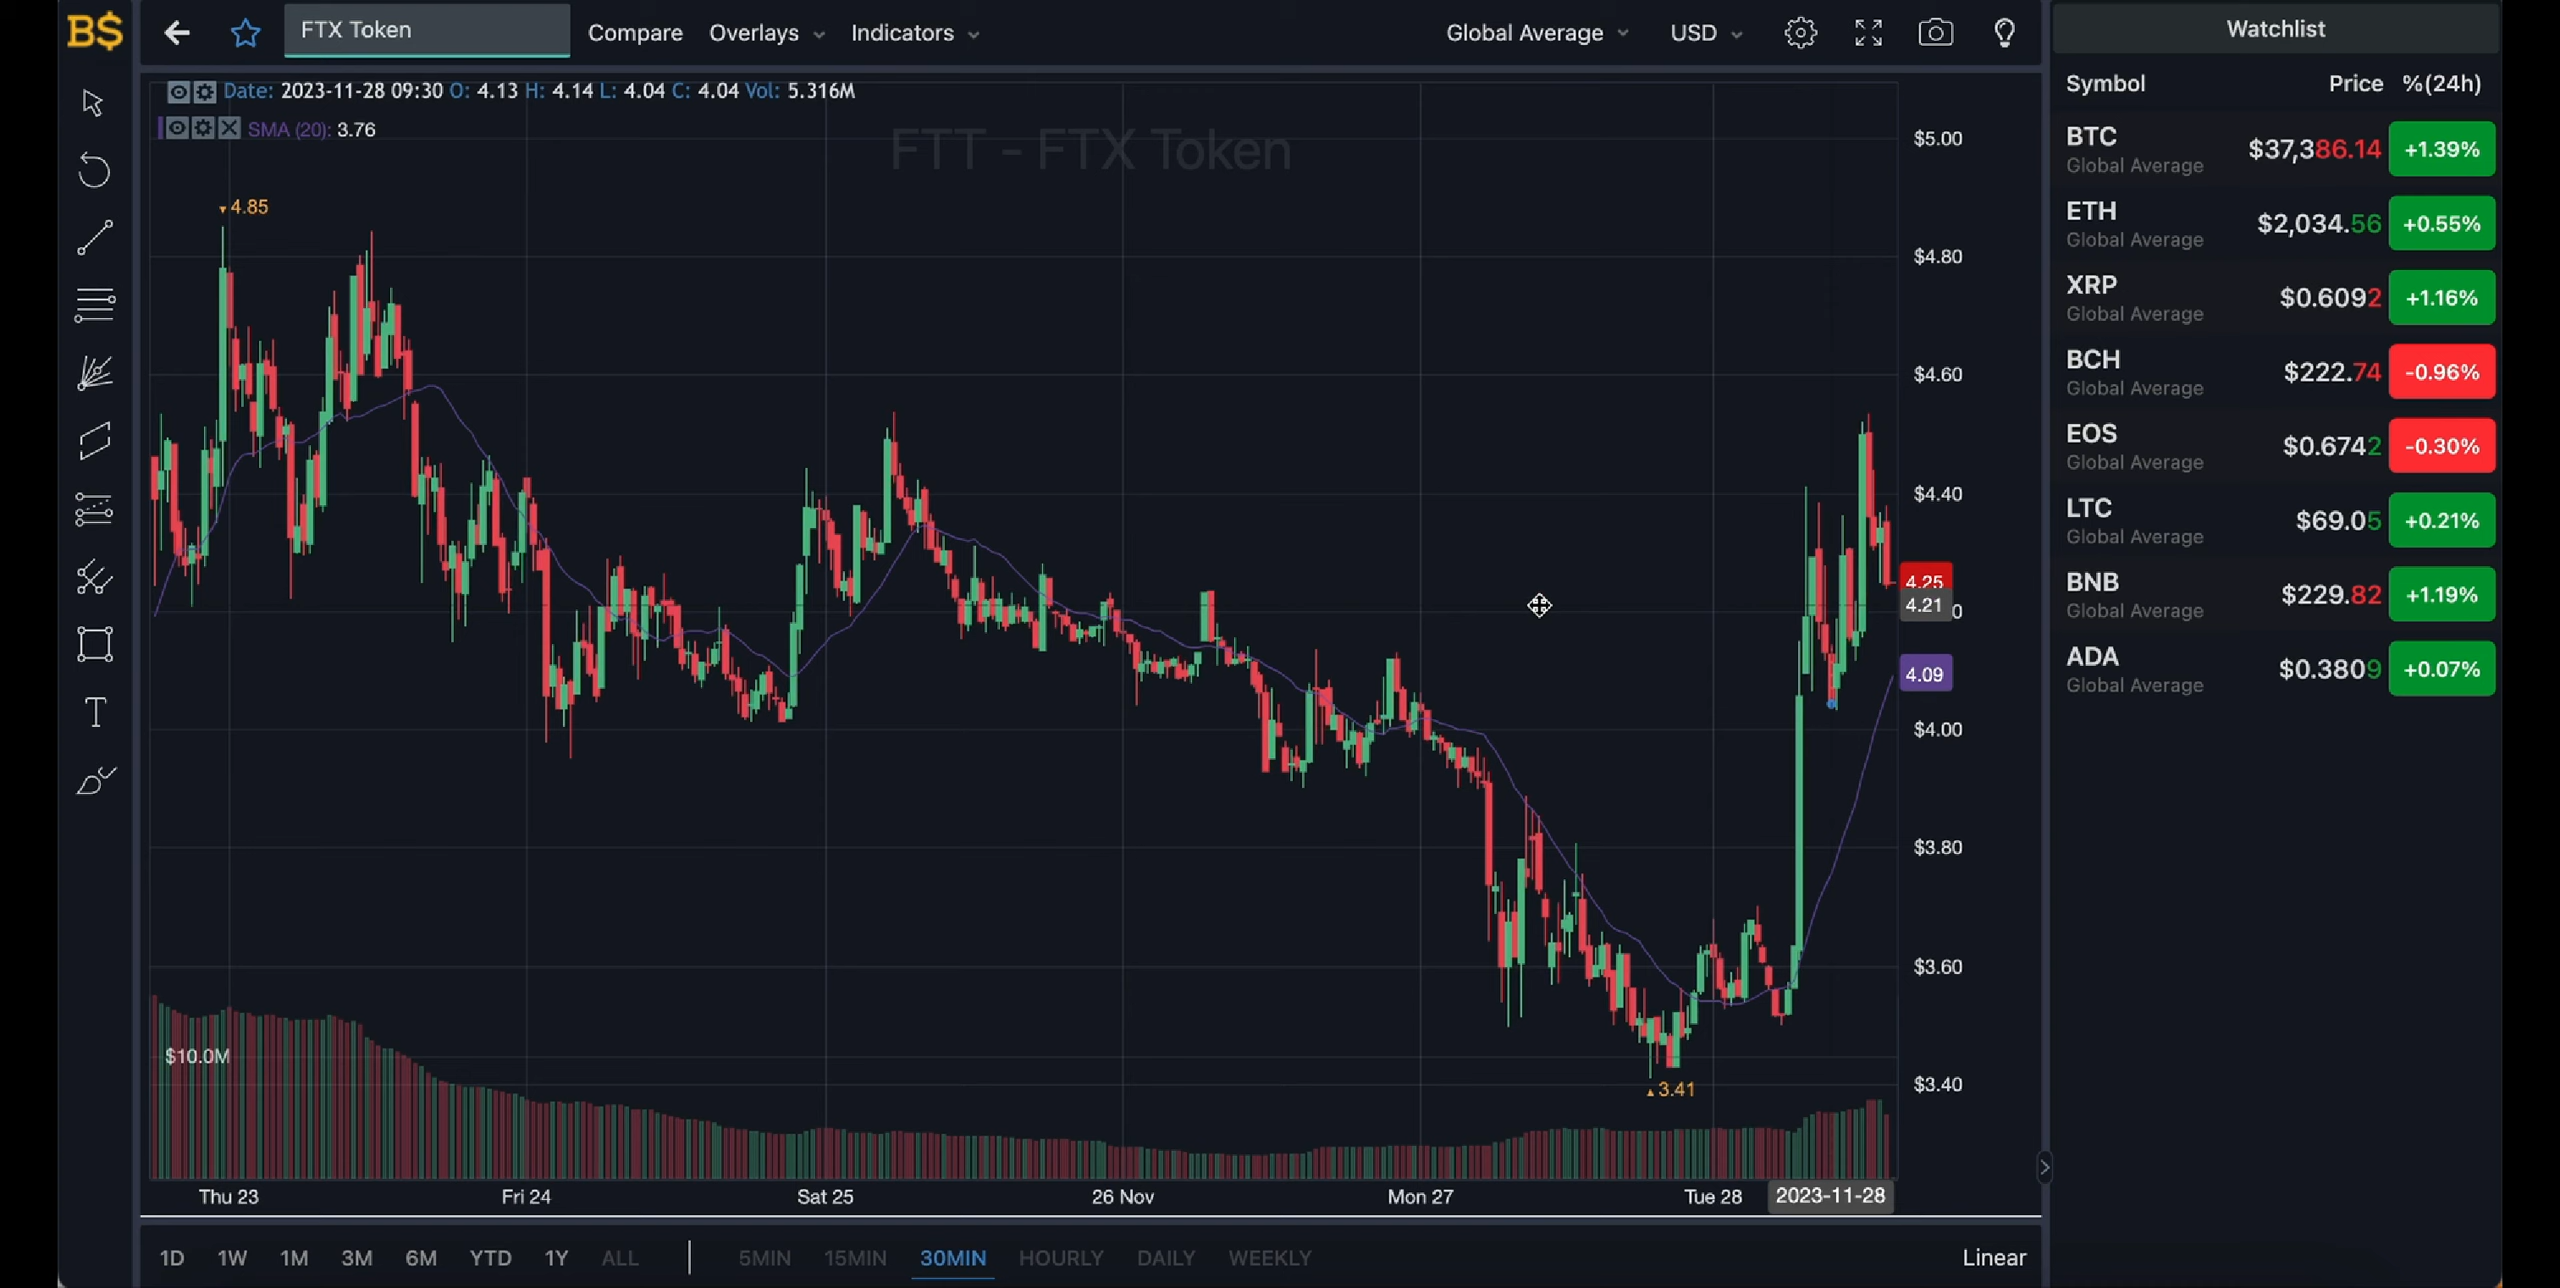 B$
FTX Token Compare Overlays Indicators Global Average USD
Watchlist
Date: 2023-11-28 09:30 O: 4.13 H: 4.14 L: 4.04 C: 4.04 Vol: 5.316M
SMA (20): 3.76
FTT - FTX Token
4.85
3.41
$5.00
$4.80
$4.60
$4.40
4.25
4.21
0
4.09
$4.00
$3.80
$3.60
$3.40
$10.0M
Thu 23 Fri 24 Sat 25 26 Nov Mon 27 Tue 28 2023-11-28
1D 1W 1M 3M 6M YTD 1Y ALL 5MIN 15MIN 30MIN HOURLY DAILY WEEKLY Linear
Symbol Price %(24h)
BTC $37,386.14 +1.39%
Global Average
ETH $2,034.56 +0.55%
Global Average
XRP $0.6092 +1.16%
Global Average
BCH $222.74 -0.96%
Global Average
EOS $0.6742 -0.30%
Global Average
LTC $69.05 +0.21%
Global Average
BNB $229.82 +1.19%
Global Average
ADA $0.3809 +0.07%
Global Average